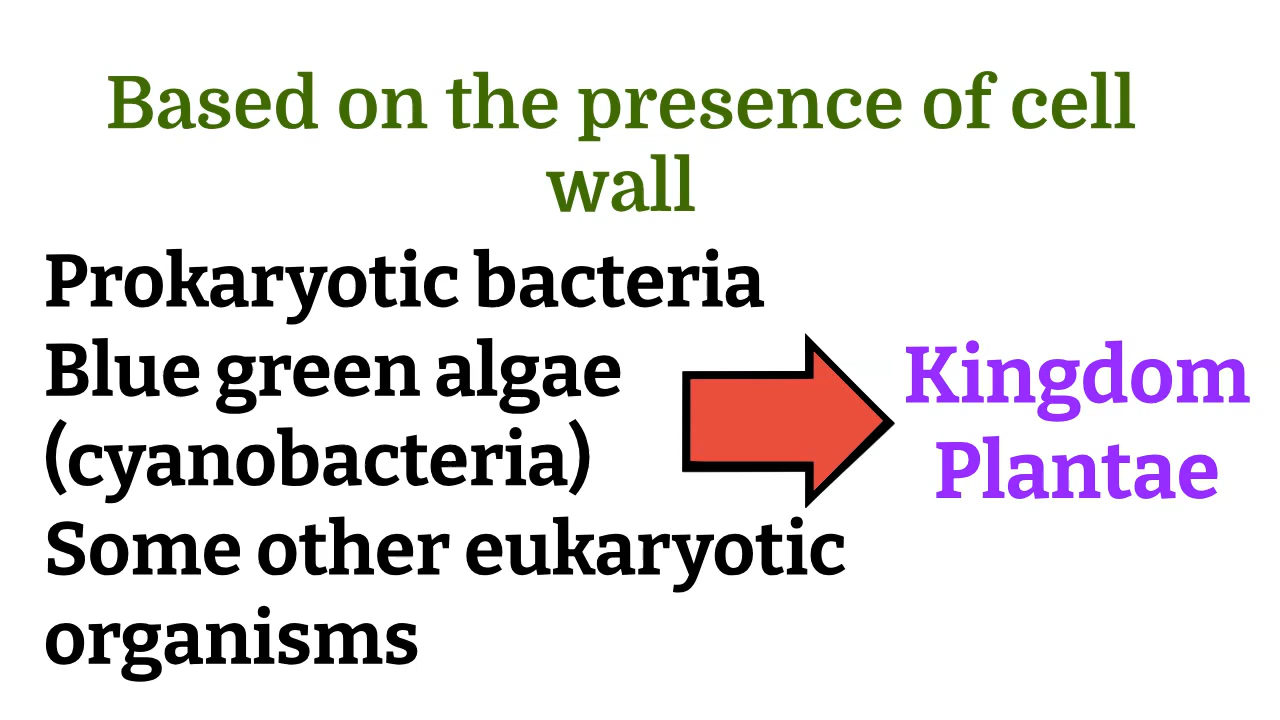 Based on the presence of cell
wall
Prokaryotic bacteria
Blue green algae
(cyanobacteria)
Some other eukaryotic
organisms
Kingdom
Plantae